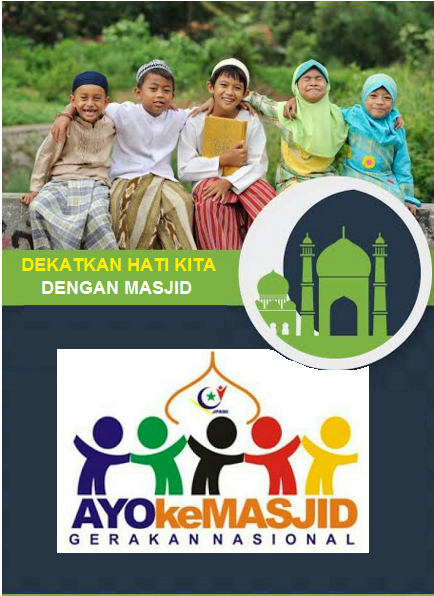 DEKATKAN HATI KITA
DENGAN MASJID
AYOkeMASJID
GERAKAN NASIONAL